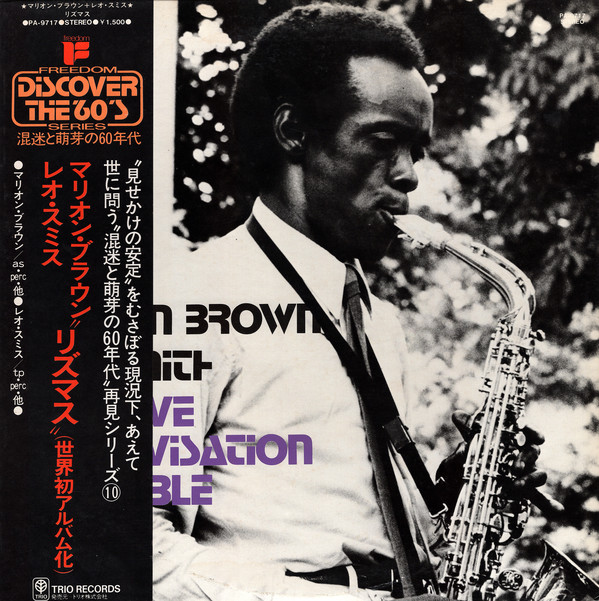 ★マリオン・ブラウン+レオ・スミス★
リズマス
●PA-9717●STEREO●¥1,500●
freedom
FREEDOM
DISCOVER
THE '60'S
SERIES
混迷と萌芽の60年代
〝見せかけの安定〟をむさぼる現況下、あえて
世に問う〝混迷と萌芽の60年代〟再見シリーズ⑩
マリオン・ブラウン〝リズマス〟(世界初アルバム化)
レオ・スミス
●マリオン・ブラウン/as・perc・他●レオ・スミス/tp・perc・他●
TRIO
TRIO RECORDS
発売元 トリオ株式会社
N BROWN
ITH
VE
VISATION
BLE